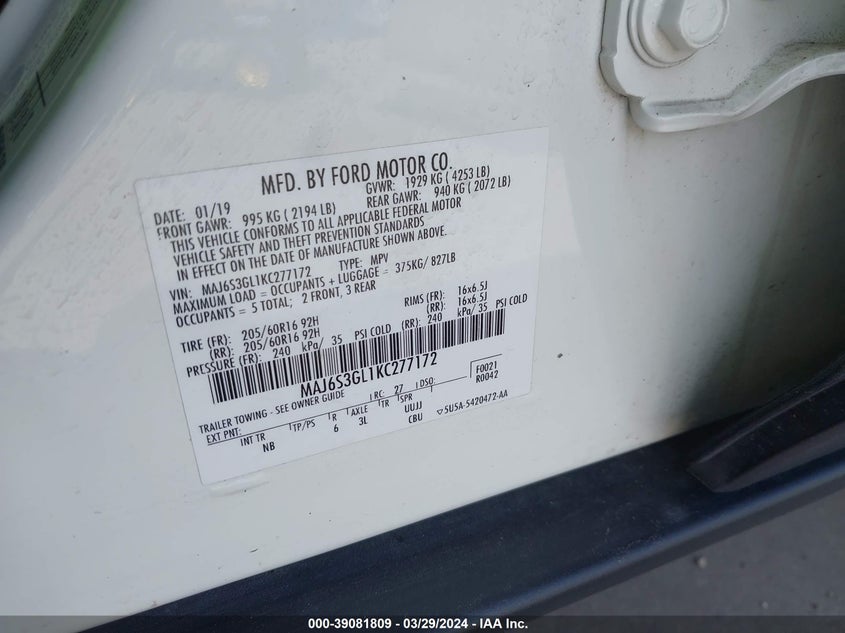 MFD. BY FORD MOTOR CO.
DATE: 01/19 GVWR: 1929 KG ( 4253 LB)
FRONT GAWR: 995 KG ( 2194 LB) REAR GAWR: 940 KG ( 2072 LB)
THIS VEHICLE CONFORMS TO ALL APPLICABLE FEDERAL MOTOR
VEHICLE SAFETY AND THEFT PREVENTION STANDARDS
IN EFFECT ON THE DATE OF MANUFACTURE SHOWN ABOVE.
VIN: MAJ6S3GL1KC277172 TYPE: MPV
MAXIMUM LOAD = OCCUPANTS + LUGGAGE = 375KG/ 827LB
OCCUPANTS = 5 TOTAL; 2 FRONT, 3 REAR
TIRE (FR): 205/60R16 92H RIMS (FR): 16x6.5J
(RR): 205/60R16 92H (RR): 16x6.5J
PRESSURE (FR): 240 kPa/ 35 PSI COLD (RR): 240 kPa/ 35 PSI COLD
MAJ6S3GL1KC277172
TRAILER TOWING - SEE OWNER GUIDE RC: 27 DSO: F0021
R0042
EXT PNT: INT TR TP/PS R AXLE TR SPR
NB 6 3L UUJJ
CBU
▽5U5A-5420472-AA
000-39081809 - 03/29/2024 - IAA Inc.